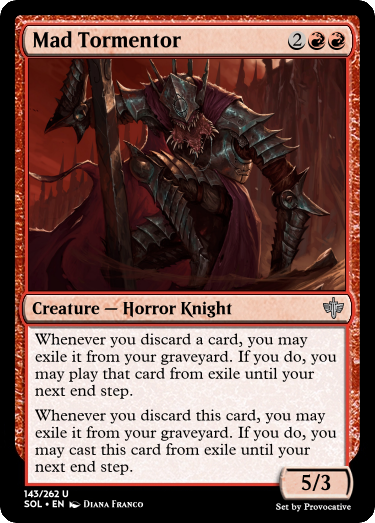 Mad Tormentor 2
Creature — Horror Knight
Whenever you discard a card, you may
exile it from your graveyard. If you do, you
may play that card from exile until your
next end step.
Whenever you discard this card, you may
exile it from your graveyard. If you do, you
may cast this card from exile until your
next end step.
5/3
143/262 U
SOL • EN Diana Franco
Set by Provocative